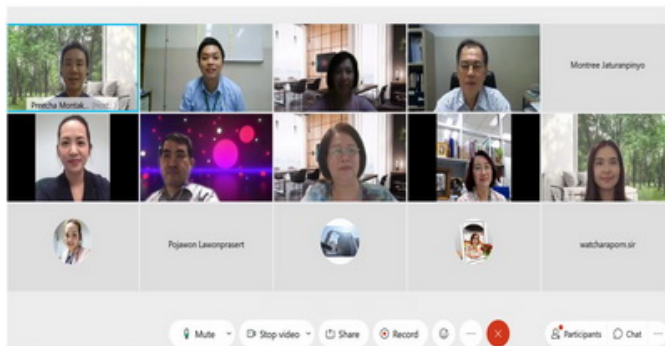 Montree Jaturanpinyo
Preecha Montak...
Pojawon Lawonprasert
watcharaporn.sir
Mute
Stop video
Share
Record
Participants
Chat